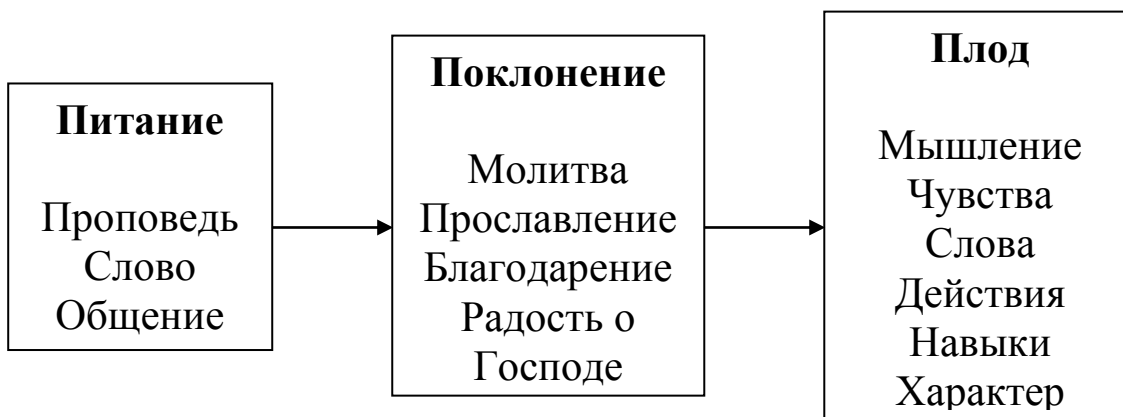 Питание
Проповедь
Слово
Общение
Поклонение
Молитва
Прославление
Благодарение
Радость о
Господе
Плод
Мышление
Чувства
Слова
Действия
Навыки
Характер